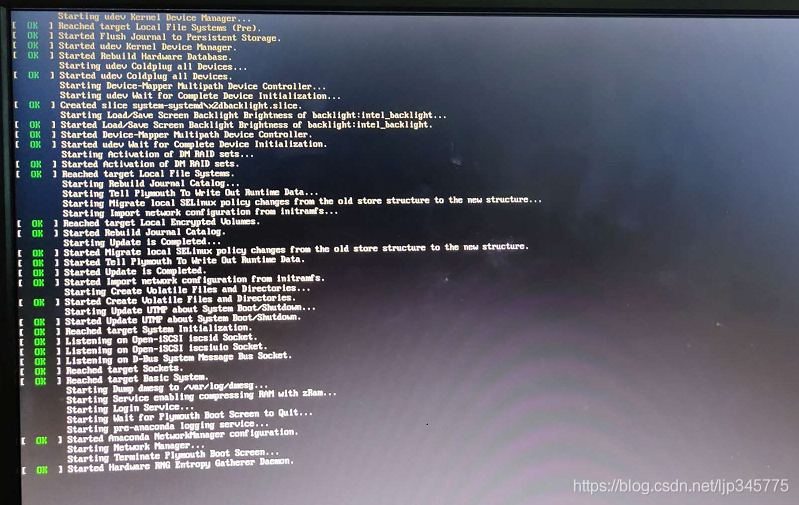 Starting udev Kernel Device Manager...
[ OK ] Reached target Local File Systems (Pre).
[ OK ] Started Flush Journal to Persistent Storage.
[ OK ] Started udev Kernel Device Manager.
[ OK ] Started Rebuild Hardware Database.
Starting udev Coldplug all Devices...
[ OK ] Started udev Coldplug all Devices.
Starting Device-Mapper Multipath Device Controller...
Starting udev Wait for Complete Device Initialization...
[ OK ] Created slice system-systemd\x2dbacklight.slice.
Starting Load/Save Screen Backlight Brightness of backlight:intel_backlight...
[ OK ] Started Load/Save Screen Backlight Brightness of backlight:intel_backlight.
[ OK ] Started Device-Mapper Multipath Device Controller.
[ OK ] Started udev Wait for Complete Device Initialization.
Starting Activation of DM RAID sets...
[ OK ] Started Activation of DM RAID sets.
[ OK ] Reached target Local File Systems.
Starting Rebuild Journal Catalog...
Starting Tell Plymouth To Write Out Runtime Data...
Starting Migrate local SELinux policy changes from the old store structure to the new structure...
Starting Import network configuration from initramfs...
[ OK ] Reached target Local Encrypted Volumes.
[ OK ] Started Rebuild Journal Catalog.
Starting Update is Completed...
[ OK ] Started Migrate local SELinux policy changes from the old store structure to the new structure.
[ OK ] Started Tell Plymouth To Write Out Runtime Data.
[ OK ] Started Update is Completed.
[ OK ] Started Import network configuration from initramfs.
Starting Create Volatile Files and Directories...
[ OK ] Started Create Volatile Files and Directories.
Starting Update UTMP about System Boot/Shutdown...
[ OK ] Started Update UTMP about System Boot/Shutdown.
[ OK ] Reached target System Initialization.
[ OK ] Listening on Open-iSCSI iscsid Socket.
[ OK ] Listening on Open-iSCSI iscsiuio Socket.
[ OK ] Listening on D-Bus System Message Bus Socket.
[ OK ] Reached target Sockets.
[ OK ] Reached target Basic System.
Starting Dump dmesg to /var/log/dmesg...
Starting Service enabling compressing RAM with zRam...
Starting Login Service...
Starting Wait for Plymouth Boot Screen to Quit...
Starting pre-anaconda logging service...
[ OK ] Started Anaconda NetworkManager configuration.
Starting Network Manager...
Starting Terminate Plymouth Boot Screen...
[ OK ] Started Hardware RNG Entropy Gatherer Daemon.
https://blog.csdn.net/ljp345775